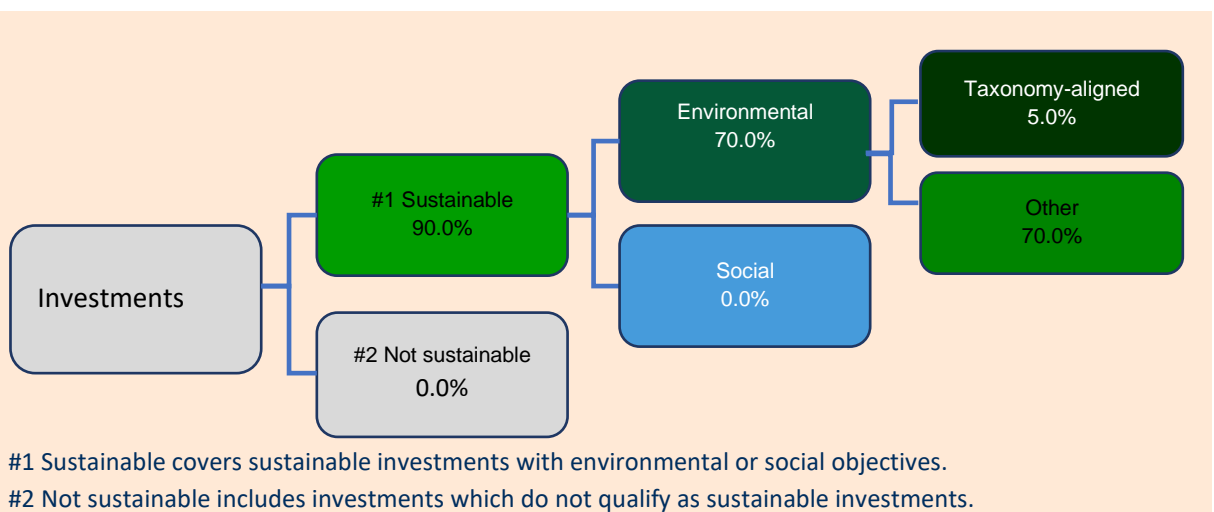 Investments
#1 Sustainable
90.0%
#2 Not sustainable
0.0%
Environmental
70.0%
Social
0.0%
Taxonomy-aligned
5.0%
Other
70.0%
#1 Sustainable covers sustainable investments with environmental or social objectives.
#2 Not sustainable includes investments which do not qualify as sustainable investments.